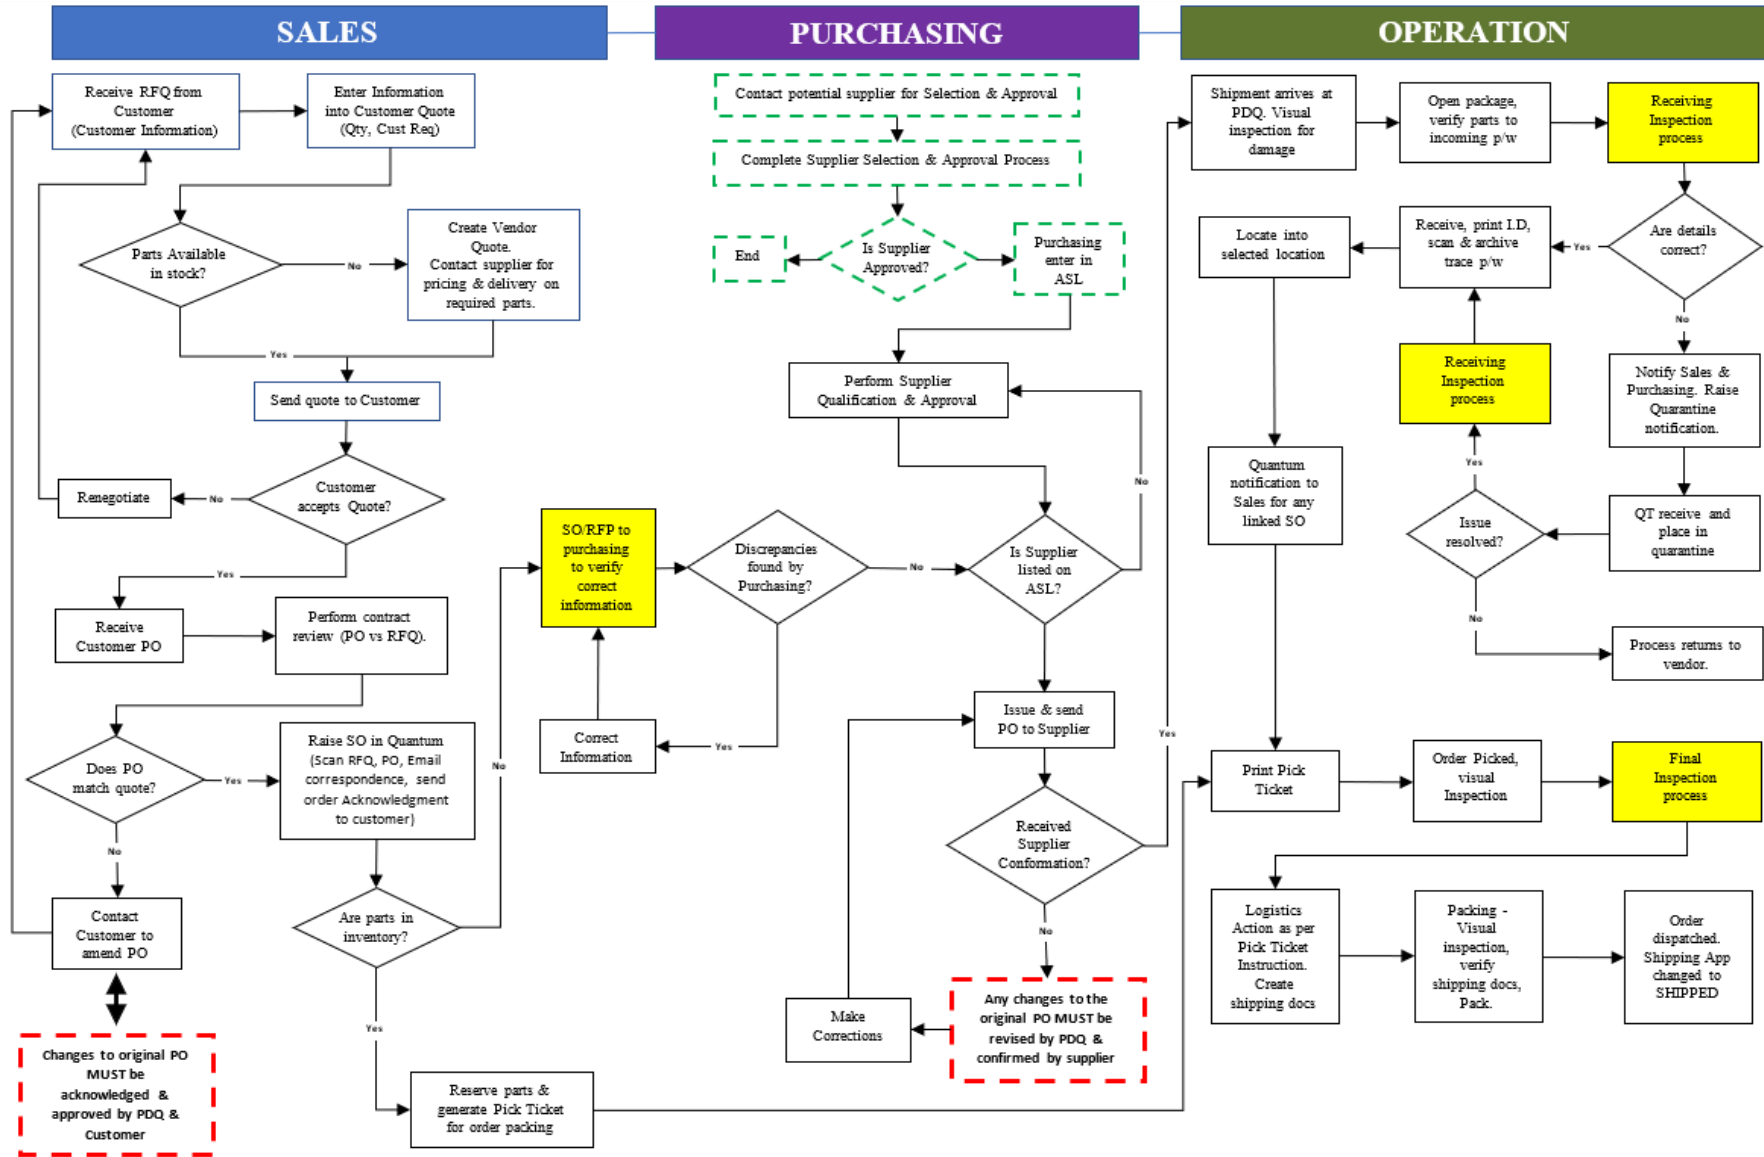 SALES
PURCHASING
OPERATION
Receive RFQ from
Customer
(Customer Information)
Enter Information
into Customer Quote
(Qty, Cust Req)
Parts Available
in stock?
No
Create Vendor
Quote.
Contact supplier for
pricing & delivery on
required parts.
Yes
Send quote to Customer
Customer
accepts Quote?
No
Renegotiate
Yes
Receive
Customer PO
Perform contract
review (PO vs RFQ).
Does PO
match quote?
Yes
Raise SO in Quantum
(Scan RFQ, PO, Email
correspondence, send
order Acknowledgment
to customer)
No
Contact
Customer to
amend PO
Changes to original PO
MUST be
acknowledged &
approved by PDQ &
Customer
Are parts in
inventory?
No
Yes
Reserve parts &
generate Pick Ticket
for order packing
Contact potential supplier for Selection & Approval
Complete Supplier Selection & Approval Process
Is Supplier
Approved?
End
Purchasing
enter in
ASL
Perform Supplier
Qualification & Approval
No
SO/RFP to
purchasing
to verify
correct
information
Discrepancies
found by
Purchasing?
No
Is Supplier
listed on
ASL?
Yes
Correct
Information
Issue & send
PO to Supplier
Received
Supplier
Conformation?
Yes
No
Any changes to the
original PO MUST be
revised by PDQ &
confirmed by supplier
Make
Corrections
Shipment arrives at
PDQ. Visual
inspection for
damage
Open package,
verify parts to
incoming p/w
Receiving
Inspection
process
Are details
correct?
Yes
Receive, print I.D,
scan & archive
trace p/w
Locate into
selected location
No
Notify Sales &
Purchasing. Raise
Quarantine
notification.
Receiving
Inspection
process
Yes
QT receive and
place in
quarantine
Issue
resolved?
No
Process returns to
vendor.
Quantum
notification to
Sales for any
linked SO
Print Pick
Ticket
Order Picked,
visual
Inspection
Final
Inspection
process
Logistics
Action as per
Pick Ticket
Instruction.
Create
shipping docs
Packing -
Visual
inspection,
verify
shipping docs,
Pack.
Order
dispatched.
Shipping App
changed to
SHIPPED